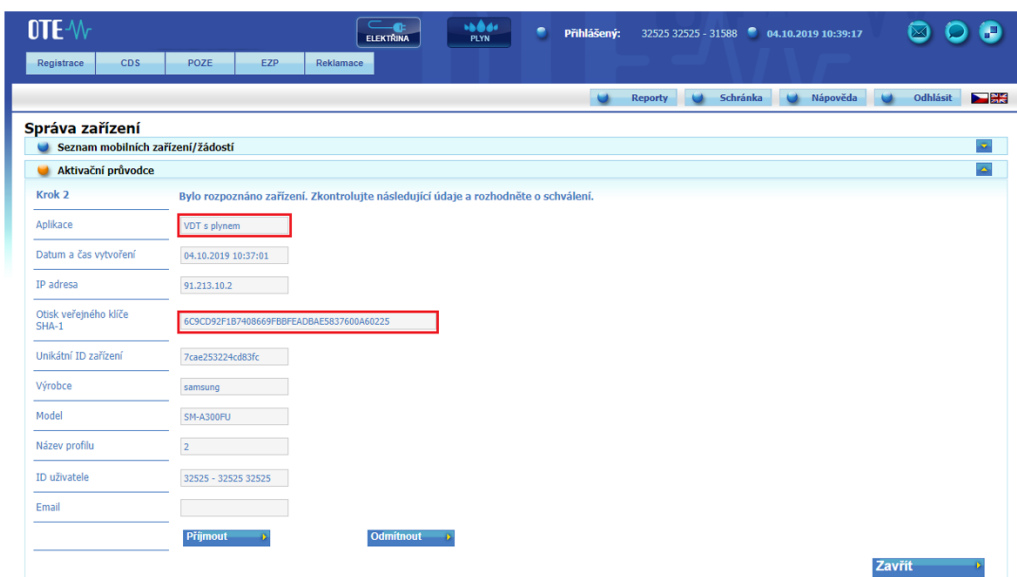 OTE
ELEKTŘINA
PLYN
Přihlášený: 32525 32525 - 31588 04.10.2019 10:39:17
Registrace CDS POZE EZP Reklamace
Reporty Schránka Nápověda Odhlásit
Správa zařízení
Seznam mobilních zařízení/žádostí
Aktivační průvodce
Krok 2 Bylo rozpoznáno zařízení. Zkontrolujte následující údaje a rozhodněte o schválení.
Aplikace VDT s plynem
Datum a čas vytvoření 04.10.2019 10:37:01
IP adresa 91.213.10.2
Otisk veřejného klíče
SHA-1 6C9CD92F1B7408669FBBFEADBAE5837600A60225
Unikátní ID zařízení 7cae253224cd83fc
Výrobce samsung
Model SM-A300FU
Název profilu 2
ID uživatele 32525 - 32525 32525
Email
Příjmout Odmítnout
Zavřít